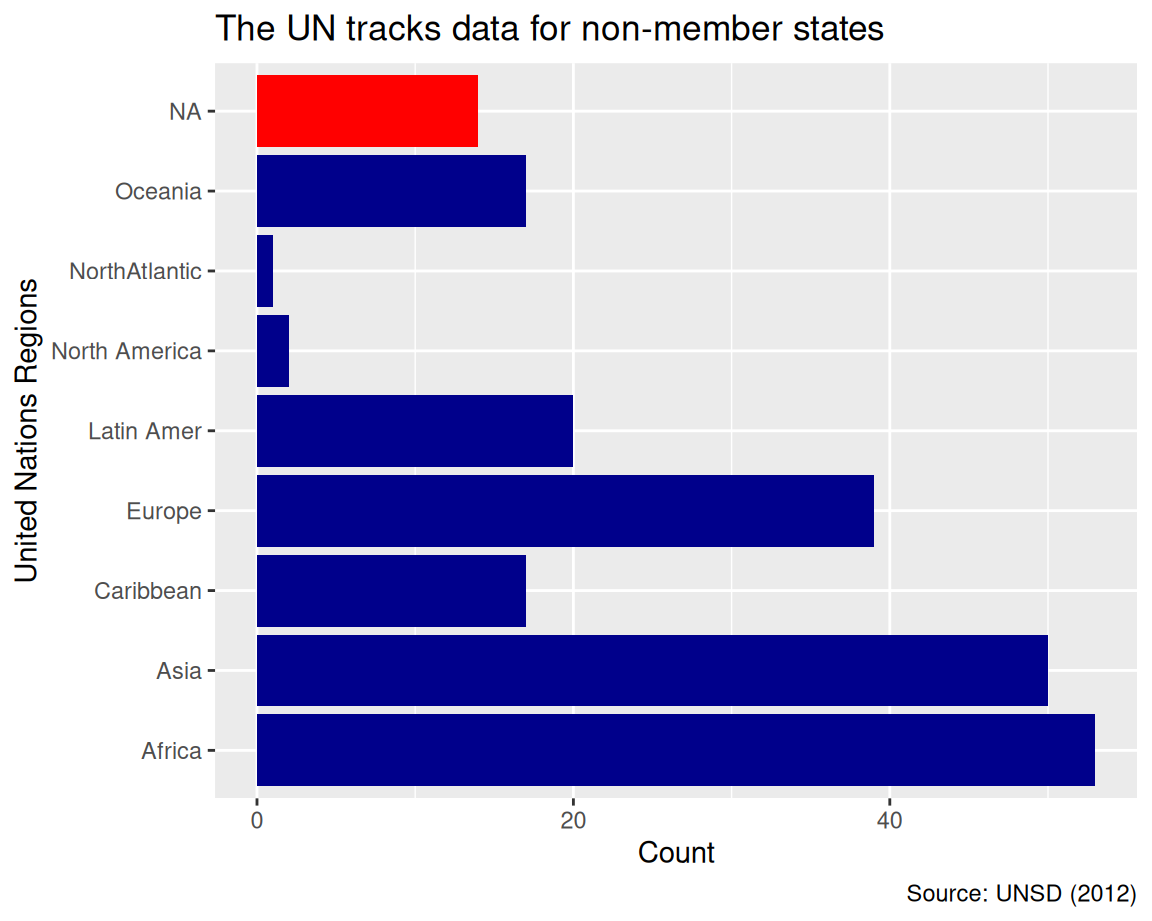 The UN tracks data for non-member states
United Nations Regions
NA
Oceania
NorthAtlantic
North America
Latin Amer
Europe
Caribbean
Asia
Africa
0 20 40
Count
Source: UNSD (2012)